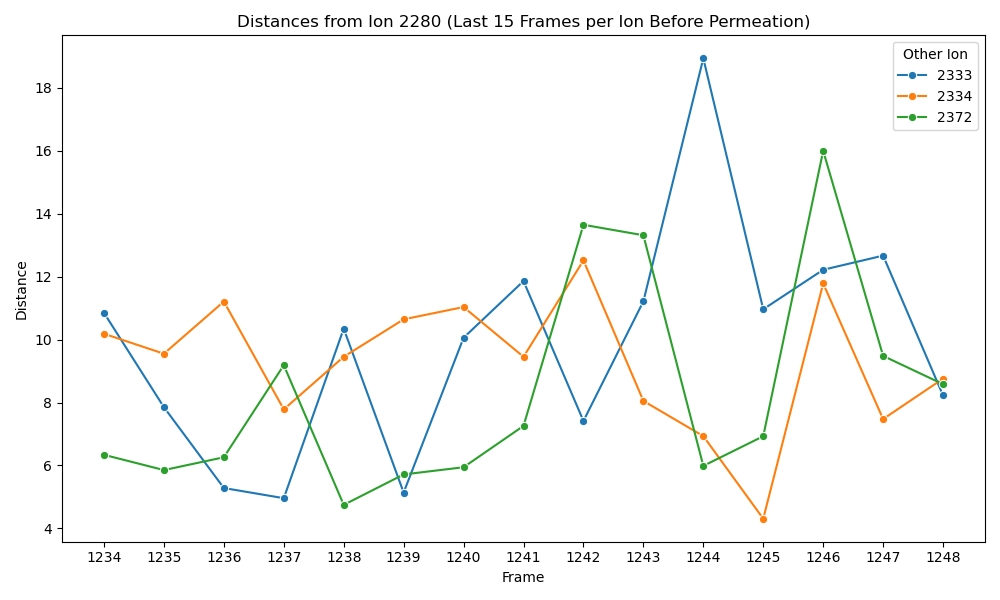 Distances from Ion 2280 (Last 15 Frames per Ion Before Permeation)
Other Ion
2333
2334
2372
Distance
18
16
14
12
10
8
6
4
1234 1235 1236 1237 1238 1239 1240 1241 1242 1243 1244 1245 1246 1247 1248
Frame